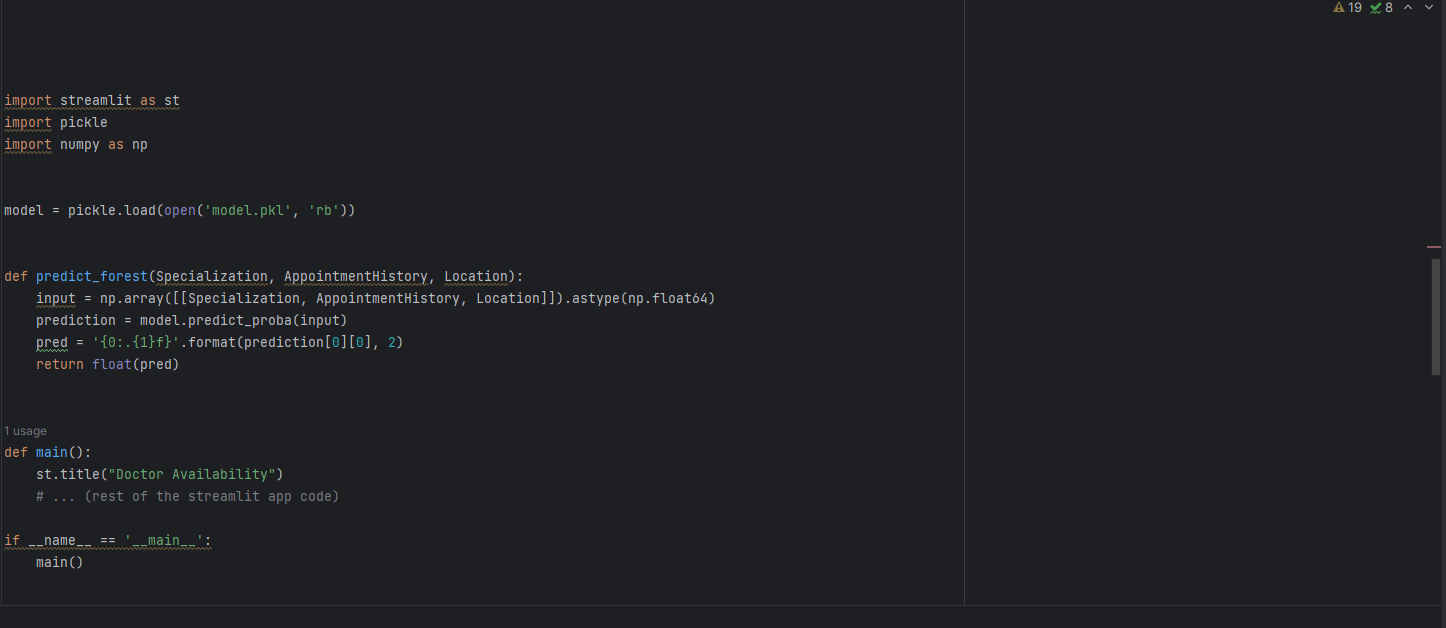 19 8
import streamlit as st
import pickle
import numpy as np
model = pickle.load(open('model.pkl', 'rb'))
def predict_forest(Specialization, AppointmentHistory, Location):
    input = np.array([[Specialization, AppointmentHistory, Location]]).astype(np.float64)
    prediction = model.predict_proba(input)
    pred = '{0:.{1}f}'.format(prediction[0][0], 2)
    return float(pred)
1 usage
def main():
    st.title("Doctor Availability")
    # ... (rest of the streamlit app code)
if __name__ == '__main__':
    main()